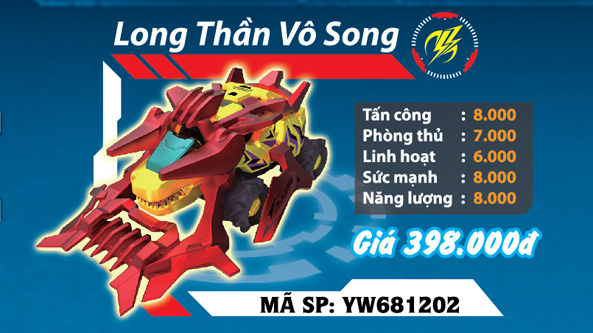 Long Thần Vô Song
Tấn công : 8.000
Phòng thủ : 7.000
Linh hoạt : 6.000
Sức mạnh : 8.000
Năng lượng : 8.000
Giá 398.000đ
MÃ SP: YW681202